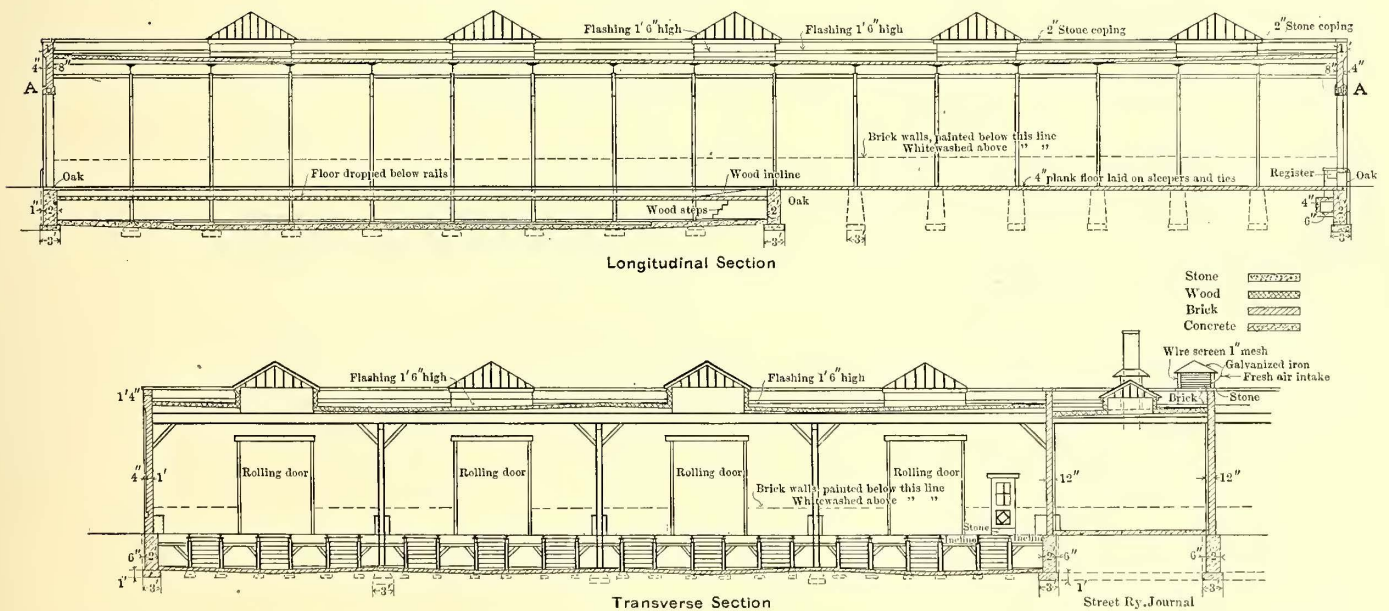 Flashing 1' 6" high
Flashing 1' 6" high
2" Stone coping
2" Stone coping
4"
8"
1'
8"
4"
A
A
Brick walls, painted below this line
Whitewashed above " "
Oak
Floor dropped below rails
Wood incline
4" plank floor laid on sleepers and ties
Register
Oak
Wood steps
Oak
1"
2'
2'
4"
2'
6"
3'
3'
3'
3'
Longitudinal Section
Stone
Wood
Brick
Concrete
Wire screen 1" mesh
Galvanized iron
Fresh air intake
Flashing 1' 6" high
Flashing 1' 6" high
1'4"
Brick
Stone
Rolling door
Rolling door
Rolling door
Rolling door
4"
1'
12"
12"
Brick walls, painted below this line
Whitewashed above " "
Stone
Incline
Incline
6"
2'
2'
6"
6"
2'
1'
1'
3'
3'
3'
3'
Transverse Section
Street Ry. Journal